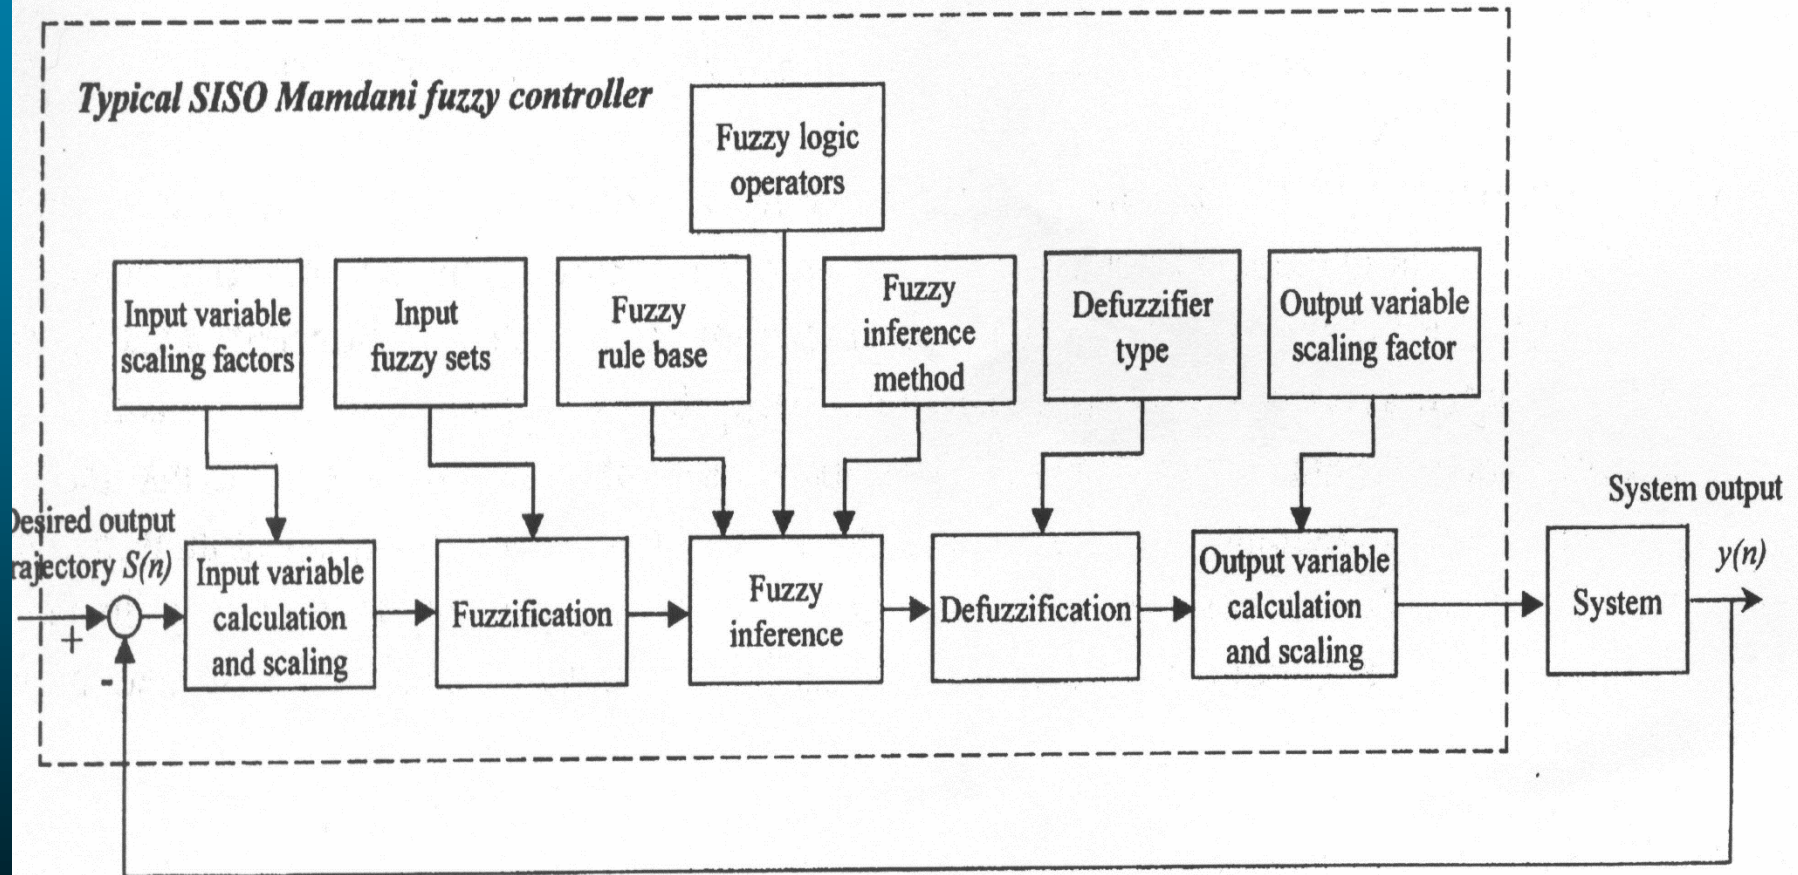 Typical SISO Mamdani fuzzy controller
Fuzzy logic
operators
Input variable
scaling factors
Input
fuzzy sets
Fuzzy
rule base
Fuzzy
inference
method
Defuzzifier
type
Output variable
scaling factor
Desired output
rajectory S(n)
+
-
Input variable
calculation
and scaling
Fuzzification
Fuzzy
inference
Defuzzification
Output variable
calculation
and scaling
System
System output
y(n)